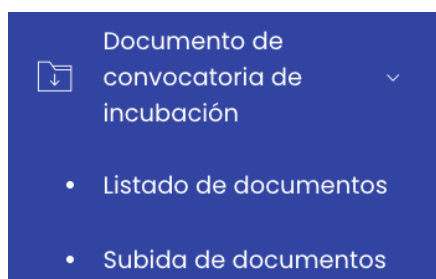 Documento de
convocatoria de
incubación
Listado de documentos
Subida de documentos